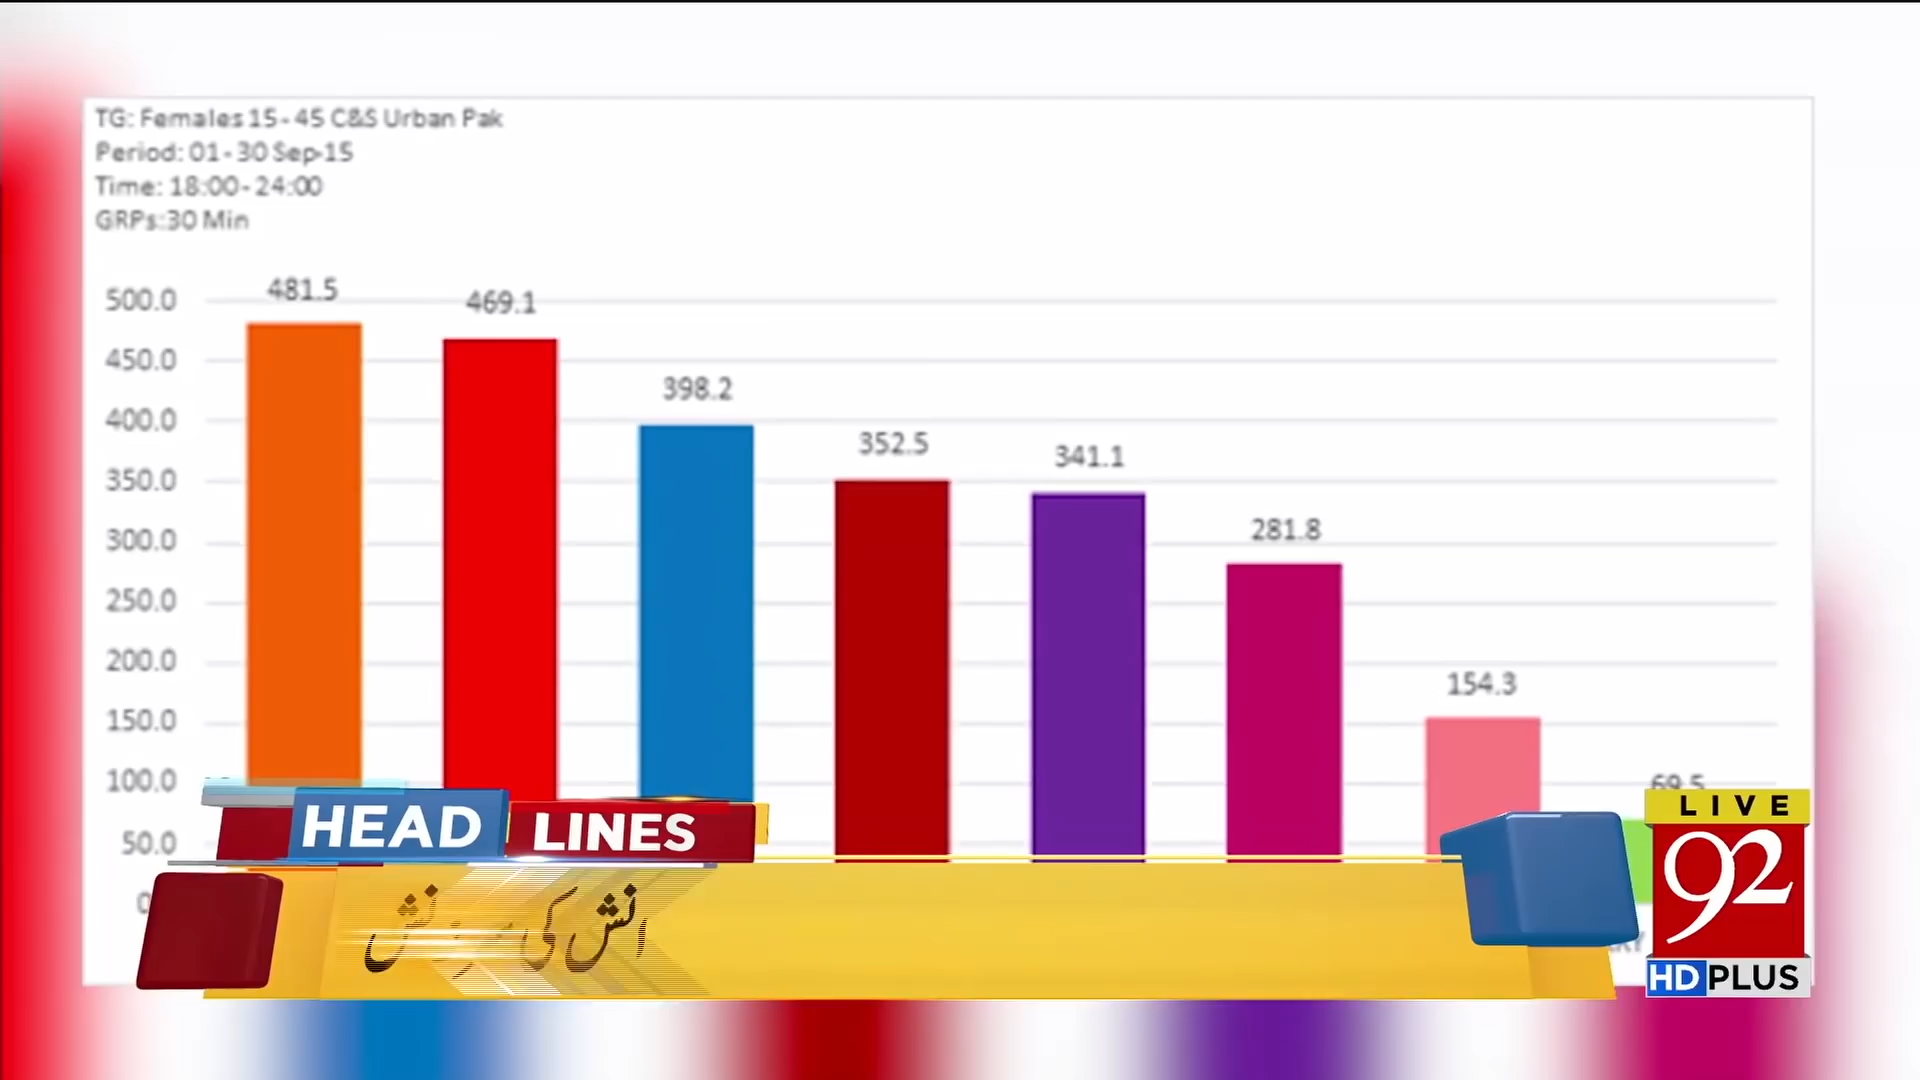 TG: Females 15 - 45 C&S Urban Pak
Period: 01 - 30 Sep-15
Time: 18:00 - 24:00
GRPs:30 Min
500.0
450.0
400.0
350.0
300.0
250.0
200.0
150.0
100.0
50.0
481.5
469.1
398.2
352.5
341.1
281.8
154.3
69.5
HEAD LINES
LIVE
92
HD PLUS